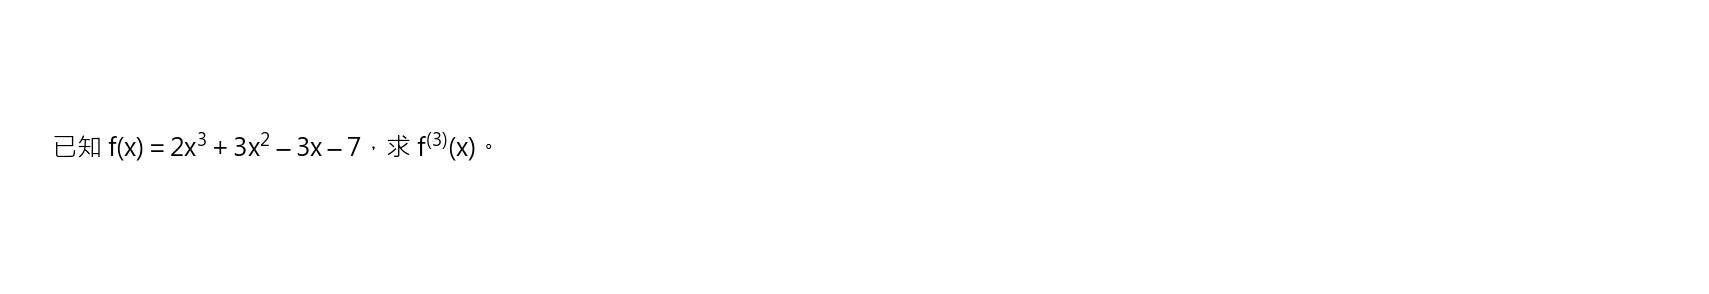 已知 f(x) = 2x³ + 3x² – 3x – 7，求 f⁽³⁾(x)。